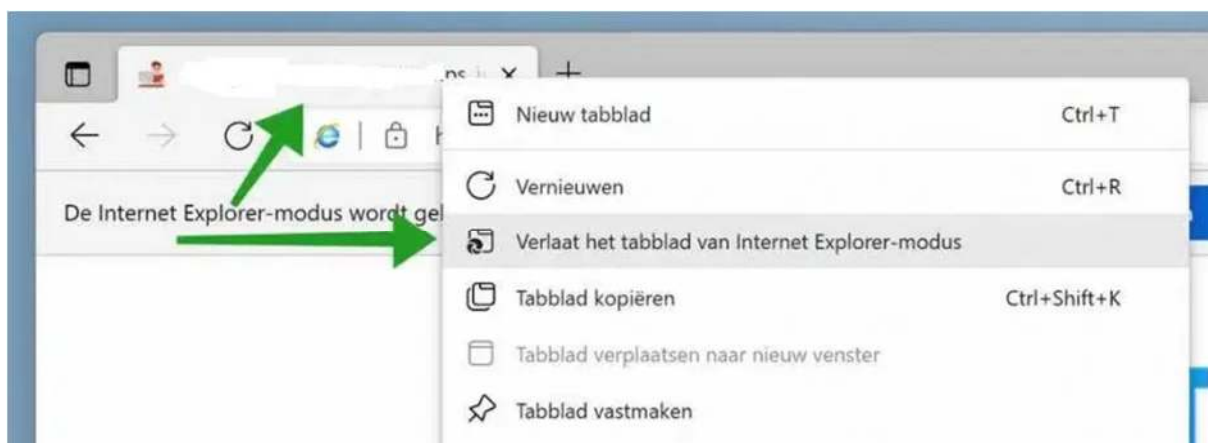 Nieuw tabblad Ctrl+T
Vernieuwen Ctrl+R
De Internet Explorer-modus wordt
Verlaat het tabblad van Internet Explorer-modus
Tabblad kopiëren Ctrl+Shift+K
Tabblad verplaatsen naar nieuw venster
Tabblad vastmaken